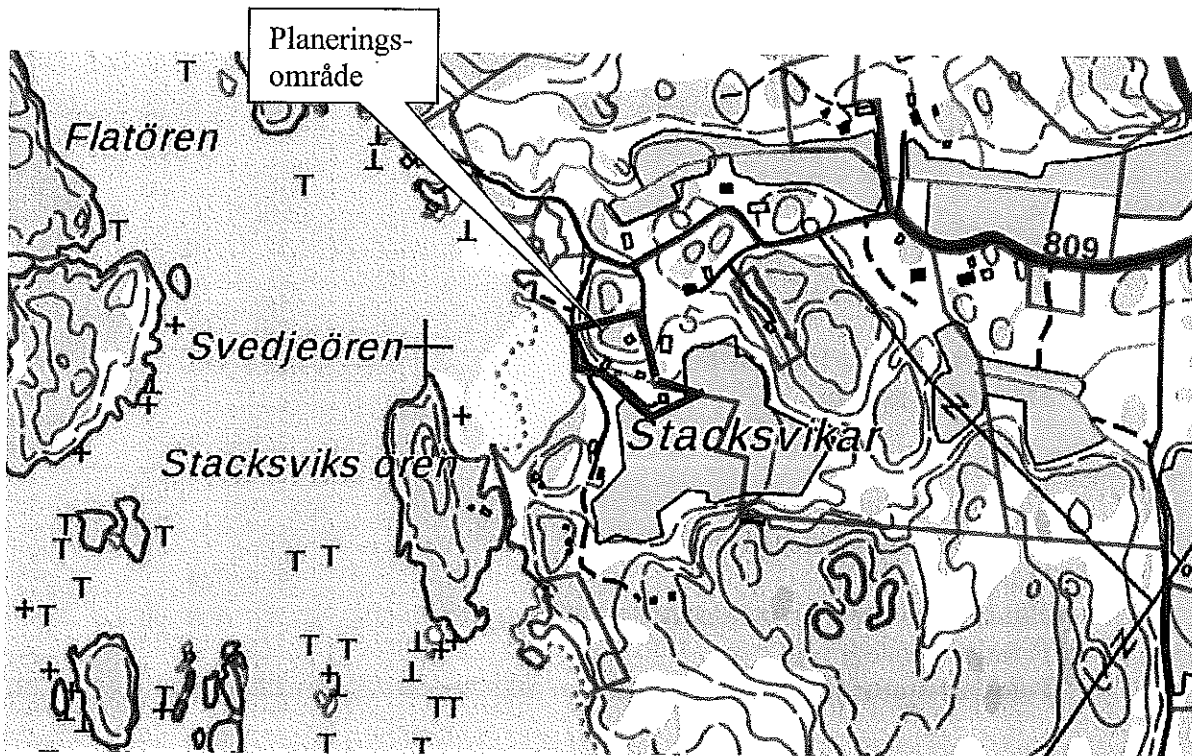 Planerings-
område
Flatören
809
Svedjeören
Stacksvikar
Stacksviks ören